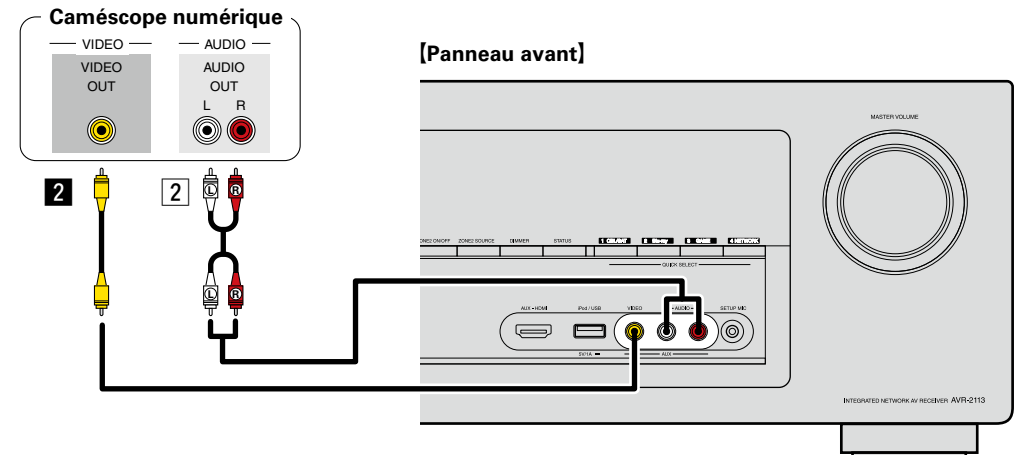 Caméscope numérique
VIDEO
AUDIO
VIDEO
OUT
AUDIO
OUT
L R
2
2
L R
L R
【Panneau avant】
MASTER VOLUME
ZONE2 ON/OFF ZONE2 SOURCE DIMMER STATUS
4 NETWORK
QUICK SELECT
AUX-HDMI iPod / USB VIDEO - AUDIO - SETUP MIC
5V/1A
AUX
INTEGRATED NETWORK AV RECEIVER AVR-2113